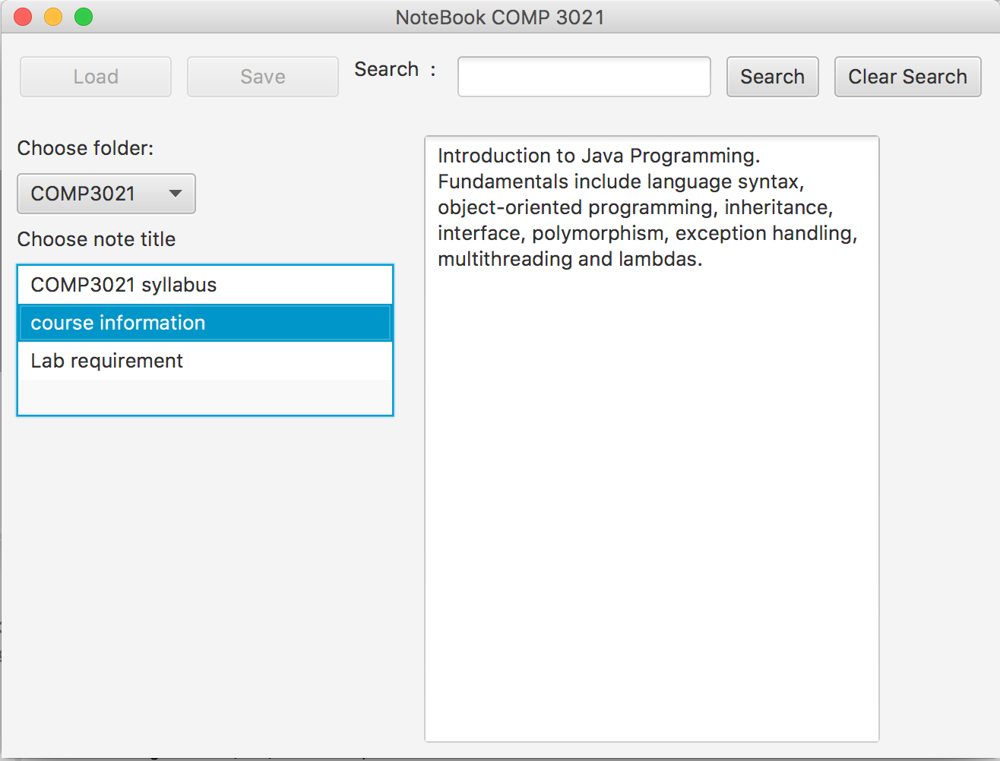 NoteBook COMP 3021
Load
Save
Search :
Search
Clear Search
Choose folder:
COMP3021
Choose note title
COMP3021 syllabus
course information
Lab requirement
Introduction to Java Programming.
Fundamentals include language syntax,
object-oriented programming, inheritance,
interface, polymorphism, exception handling,
multithreading and lambdas.